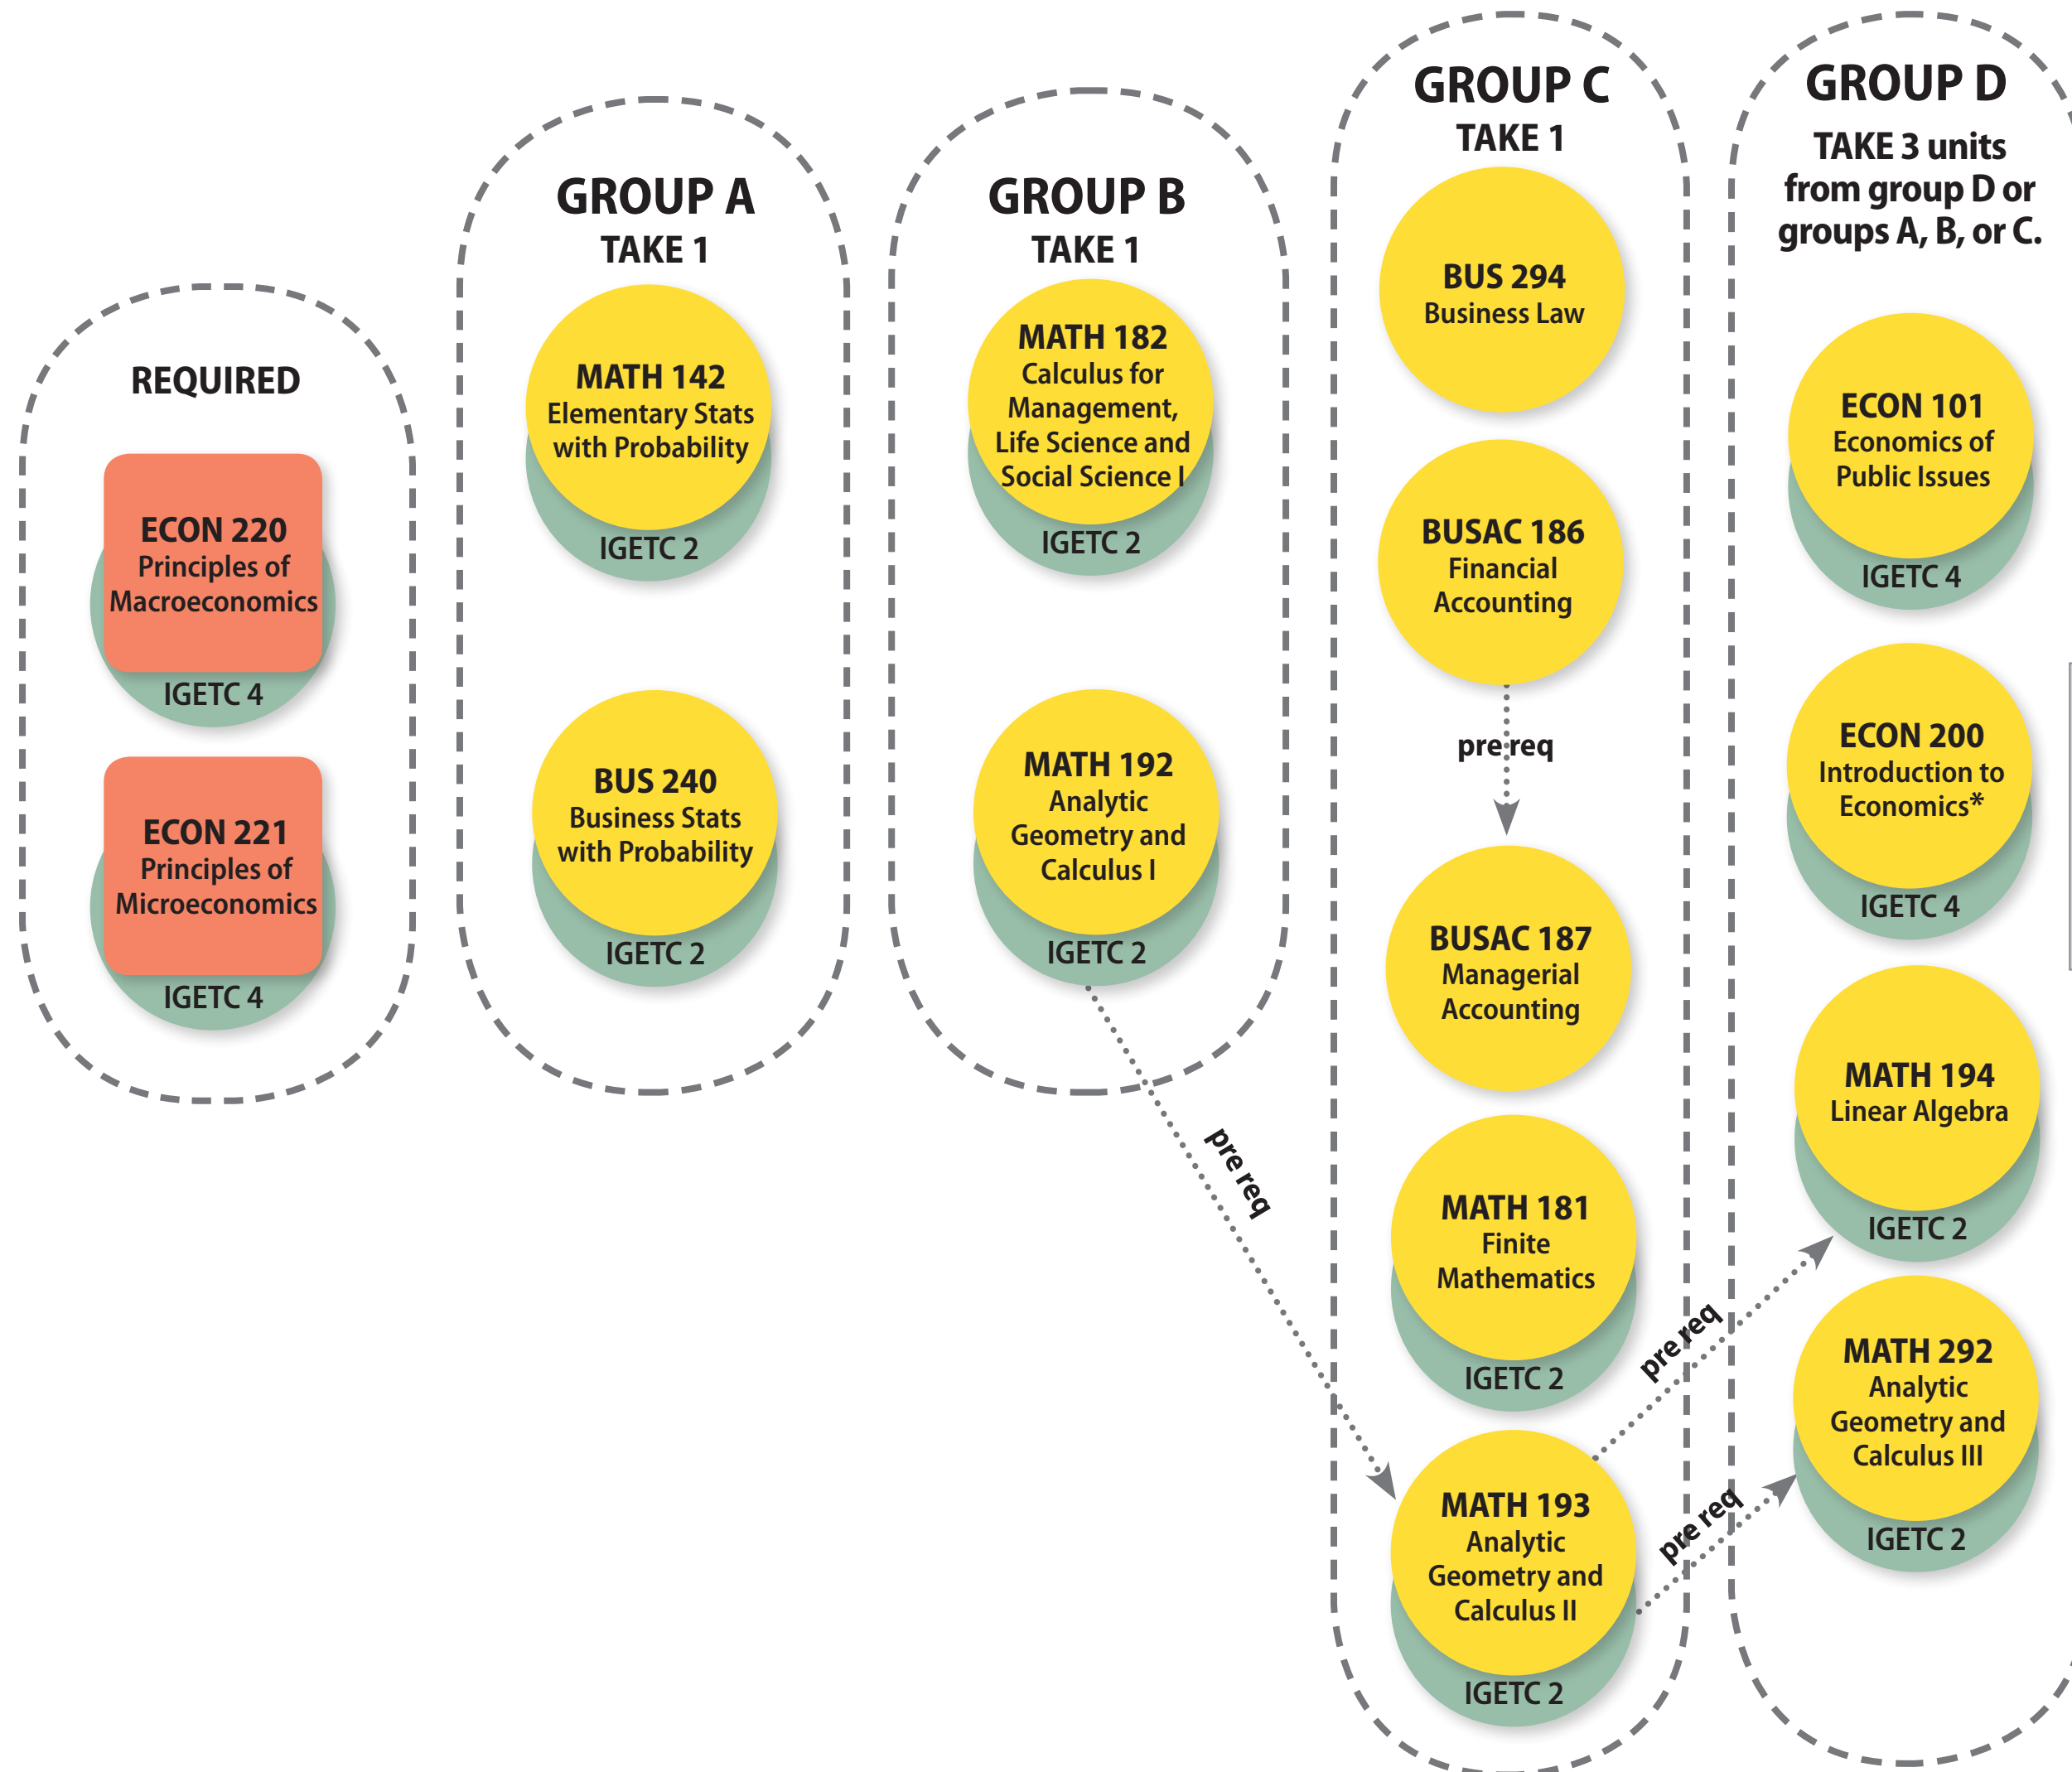 REQUIRED
ECON 220
Principles of
Macroeconomics
IGETC 4
ECON 221
Principles of
Microeconomics
IGETC 4
GROUP A
TAKE 1
MATH 142
Elementary Stats
with Probability
IGETC 2
BUS 240
Business Stats
with Probability
IGETC 2
GROUP B
TAKE 1
MATH 182
Calculus for
Management,
Life Science and
Social Science I
IGETC 2
MATH 192
Analytic
Geometry and
Calculus I
IGETC 2
pre req
GROUP C
TAKE 1
BUS 294
Business Law
BUSAC 186
Financial
Accounting
pre req
BUSAC 187
Managerial
Accounting
MATH 181
Finite
Mathematics
IGETC 2
MATH 193
Analytic
Geometry and
Calculus II
IGETC 2
pre req
pre req
GROUP D
TAKE 3 units
from group D or
groups A, B, or C.
ECON 101
Economics of
Public Issues
IGETC 4
ECON 200
Introduction to
Economics*
IGETC 4
MATH 194
Linear Algebra
IGETC 2
MATH 292
Analytic
Geometry and
Calculus III
IGETC 2